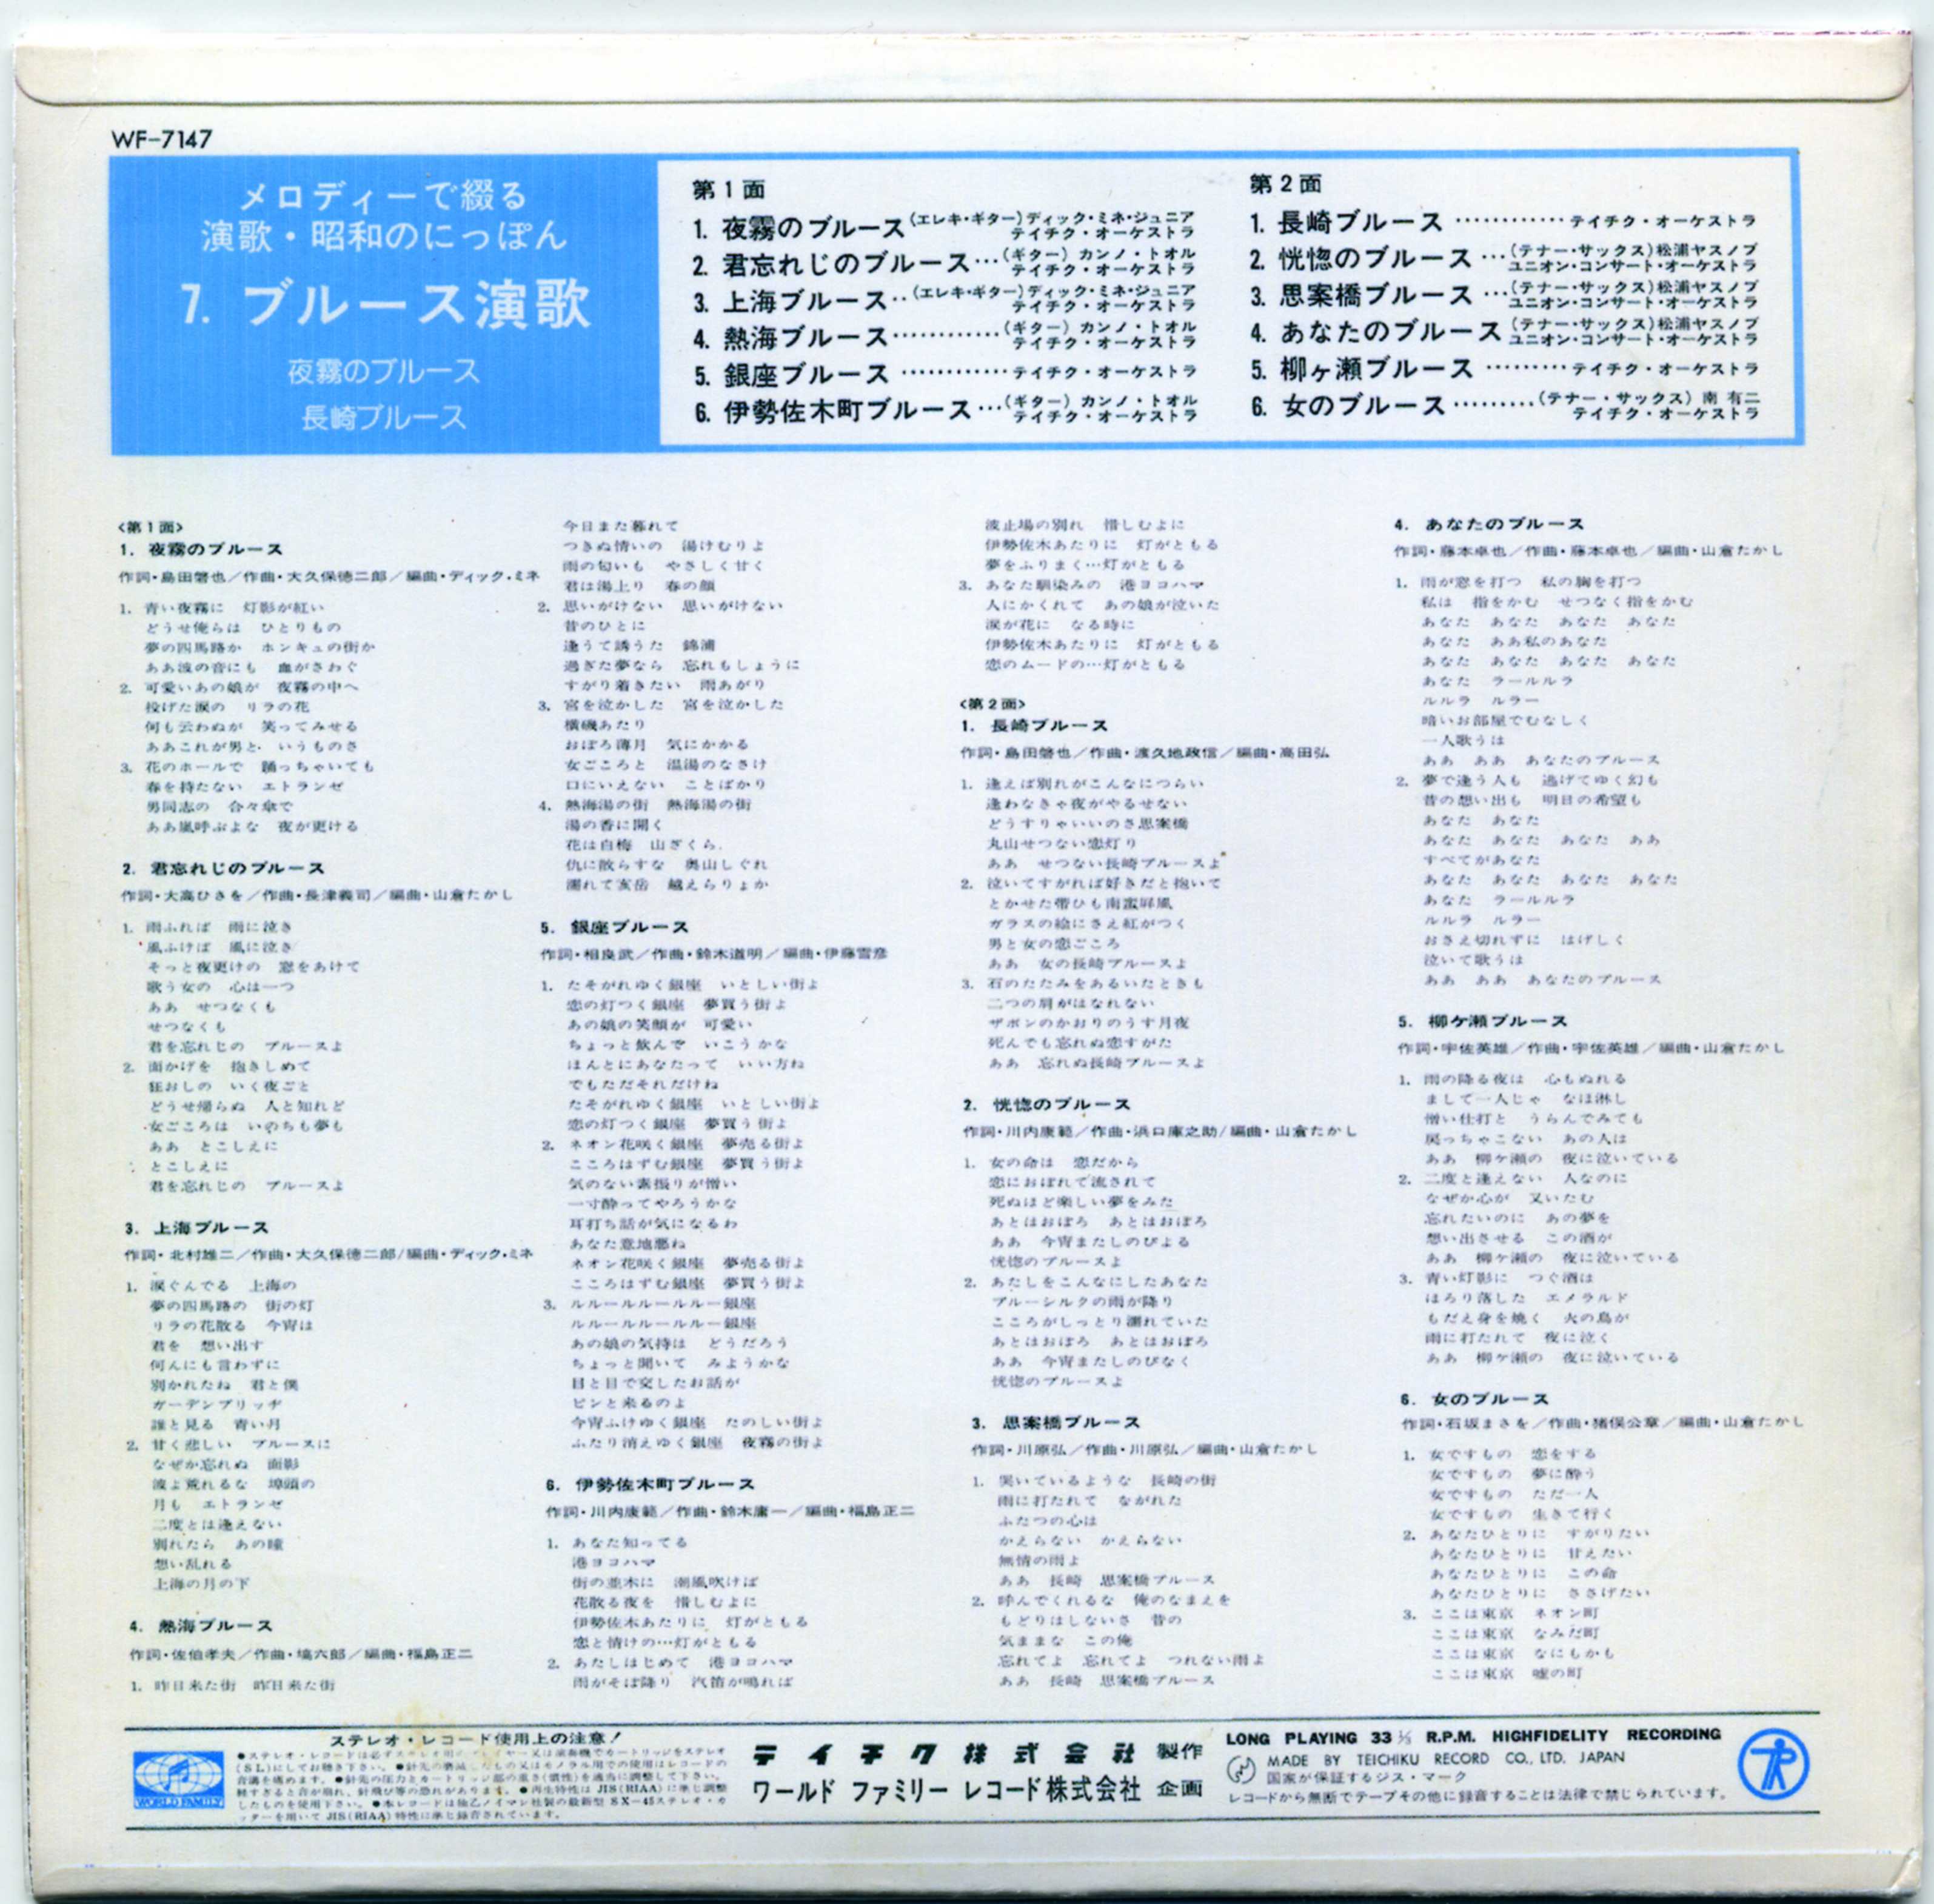 WF-7147
メロディーで綴る
演歌・昭和のにっぽん
7. ブルース演歌
夜霧のブルース
長崎ブルース
第1面
1. 夜霧のブルース(エレキ・ギター)ディック・ミネ・ジュニア
テイチク・オーケストラ
2. 君忘れじのブルース…(ギター)カンノ・トオル
テイチク・オーケストラ
3. 上海ブルース‥(エレキ・ギター)ディック・ミネ・ジュニア
テイチク・オーケストラ
4. 熱海ブルース…………(ギター)カンノ・トオル
テイチク・オーケストラ
5. 銀座ブルース …………テイチク・オーケストラ
6. 伊勢佐木町ブルース…(ギター)カンノ・トオル
テイチク・オーケストラ
第2面
1. 長崎ブルース …………テイチク・オーケストラ
2. 恍惚のブルース …(テナー・サックス)松浦ヤスノブ
ユニオン・コンサート・オーケストラ
3. 思案橋ブルース …(テナー・サックス)松浦ヤスノブ
ユニオン・コンサート・オーケストラ
4. あなたのブルース(テナー・サックス)松浦ヤスノブ
ユニオン・コンサート・オーケストラ
5. 柳ヶ瀬ブルース ………テイチク・オーケストラ
6. 女のブルース………(テナー・サックス)南 有二
テイチク・オーケストラ
<第1面>
1. 夜霧のブルース
作詞・島田磬也/作曲・大久保徳二郎/編曲・ディック・ミネ
1. 青い夜霧に 灯影が紅い
どうせ俺らは ひとりもの
夢の四馬路か ホンキュの街か
ああ波の音にも 血がさわぐ
2. 可愛いあの娘が 夜霧の中へ
投げた涙の リラの花
何も云わぬが 笑ってみせる
ああこれが男と いうものさ
3. 花のホールで 踊っちゃいても
春を持たない エトランゼ
男同志の 合々傘で
ああ嵐呼ぶよな 夜が更ける
2. 君忘れじのブルース
作詞・大高ひさを/作曲・長津義司/編曲・山倉たかし
1. 雨ふれば 雨に泣き
風ふけば 風に泣き
そっと夜更けの 窓をあけて
歌う女の 心は一つ
ああ せつなくも
せつなくも
君を忘れじの ブルースよ
2. 面かげを 抱きしめて
狂おしの いく夜ごと
どうせ帰らぬ 人と知れど
女ごころは いのちも夢も
ああ とこしえに
とこしえに
君を忘れじの ブルースよ
3. 上海ブルース
作詞・北村雄二/作曲・大久保徳二郎/編曲・ディック・ミネ
1. 涙ぐんでる 上海の
夢の四馬路の 街の灯
リラの花散る 今宵は
君を 想い出す
何んにも言わずに
別かれたね 君と僕
ガーデンブリッヂ
誰と見る 青い月
2. 甘く悲しい ブルースに
なぜか忘れぬ 面影
波よ荒れるな 埠頭の
月も エトランゼ
二度とは逢えない
別れたら あの瞳
想い乱れる
上海の月の下
4. 熱海ブルース
作詞・佐伯孝夫/作曲・塙六郎/編曲・福島正二
1. 昨日来た街 昨日来た街
今日また暮れて
つきぬ情いの 湯けむりよ
雨の匂いも やさしく甘く
君は湯上り 春の顔
2. 思いがけない 思いがけない
昔のひとに
逢うて誘うた 錦浦
過ぎた夢なら 忘れもしょうに
すがり着きたい 雨あがり
3. 宮を泣かした 宮を泣かした
横磯あたり
おぼろ薄月 気にかかる
女ごころと 温湯のなさけ
口にいえない ことばかり
4. 熱海湯の街 熱海湯の街
湯の香に開く
花は白梅 山ざくら
仇に散らすな 奥山しぐれ
濡れて玄岳 越えらりょか
5. 銀座ブルース
作詞・相良武/作曲・鈴木道明/編曲・伊藤雪彦
1. たそがれゆく銀座 いとしい街よ
恋の灯つく銀座 夢買う街よ
あの娘の笑顔が 可愛い
ちょっと飲んで いこうかな
ほんとにあなたって いい方ね
でもただそれだけね
たそがれゆく銀座 いとしい街よ
恋の灯つく銀座 夢買う街よ
2. ネオン花咲く銀座 夢売る街よ
こころはずむ銀座 夢買う街よ
気のない素振りが憎い
一寸酔ってやろうかな
耳打ち話が気になるわ
あなた意地悪ね
ネオン花咲く銀座 夢売る街よ
こころはずむ銀座 夢買う街よ
3. ルルールルールルー銀座
ルルールルールルー銀座
あの娘の気持は どうだろう
ちょっと聞いて みようかな
目と目で交したお話が
ピンと来るのよ
今宵ふけゆく銀座 たのしい街よ
ふたり消えゆく銀座 夜霧の街よ
6. 伊勢佐木町ブルース
作詞・川内康範/作曲・鈴木庸一/編曲・福島正二
1. あなた知ってる
港ヨコハマ
街の並木に 潮風吹けば
花散る夜を 惜しむよに
伊勢佐木あたりに 灯がともる
恋と情けの…灯がともる
2. あたしはじめて 港ヨコハマ
雨がそぼ降り 汽笛が鳴れば
波止場の別れ 惜しむよに
伊勢佐木あたりに 灯がともる
夢をふりまく…灯がともる
3. あなた馴染みの 港ヨコハマ
人にかくれて あの娘が泣いた
涙が花に なる時に
伊勢佐木あたりに 灯がともる
恋のムードの…灯がともる
<第2面>
1. 長崎ブルース
作詞・島田磬也/作曲・渡久地政信/編曲・高田弘
1. 逢えば別れがこんなにつらい
逢わなきゃ夜がやるせない
どうすりゃいいのさ思案橋
丸山せつない恋灯り
ああ せつない長崎ブルースよ
2. 泣いてすがれば好きだと抱いて
とかせた帯ひも南蛮屏風
ガラスの絵にさえ紅がつく
男と女の恋ごころ
ああ 女の長崎ブルースよ
3. 石のたたみをあるいたときも
二つの肩がはなれない
ザボンのかおりのうす月夜
死んでも忘れぬ恋すがた
ああ 忘れぬ長崎ブルースよ
2. 恍惚のブルース
作詞・川内康範/作曲・浜口庫之助/編曲・山倉たかし
1. 女の命は 恋だから
恋におぼれて流されて
死ぬほど楽しい夢をみた
あとはおぼろ あとはおぼろ
ああ 今宵またしのびよる
恍惚のブルースよ
2. あたしをこんなにしたあなた
ブルーシルクの雨が降り
こころがしっとり濡れていた
あとはおぼろ あとはおぼろ
ああ 今宵またしのびなく
恍惚のブルースよ
3. 思案橋ブルース
作詞・川原弘/作曲・川原弘/編曲・山倉たかし
1. 哭いているような 長崎の街
雨に打たれて ながれた
ふたつの心は
かえらない かえらない
無情の雨よ
ああ 長崎 思案橋ブルース
2. 呼んでくれるな 俺のなまえを
もどりはしないさ 昔の
気ままな この俺
忘れてよ 忘れてよ つれない雨よ
ああ 長崎 思案橋ブルース
4. あなたのブルース
作詞・藤本卓也/作曲・藤本卓也/編曲・山倉たかし
1. 雨が窓を打つ 私の胸を打つ
私は 指をかむ せつなく指をかむ
あなた あなた あなた あなた
あなた ああ私のあなた
あなた あなた あなた あなた
あなた ラールルラ
ルルラ ルラー
暗いお部屋でむなしく
一人歌うは
ああ ああ あなたのブルース
2. 夢で逢う人も 逃げてゆく幻も
昔の想い出も 明日の希望も
あなた あなた
あなた あなた あなた ああ
すべてがあなた
あなた あなた あなた あなた
あなた ラールルラ
ルルラ ルラー
おさえ切れずに はげしく
泣いて歌うは
ああ ああ あなたのブルース
5. 柳ケ瀬ブルース
作詞・宇佐英雄/作曲・宇佐英雄/編曲・山倉たかし
1. 雨の降る夜は 心もぬれる
まして一人じゃ なほ淋し
憎い仕打と うらんでみても
戻っちゃこない あの人は
ああ 柳ケ瀬の 夜に泣いている
2. 二度と逢えない 人なのに
なぜか心が 又いたむ
忘れたいのに あの夢を
想い出させる この酒が
ああ 柳ケ瀬の 夜に泣いている
3. 青い灯影に つぐ酒は
ほろり落した エメラルド
もだえ身を焼く 火の鳥が
雨に打たれて 夜に泣く
ああ 柳ケ瀬の 夜に泣いている
6. 女のブルース
作詞・石坂まさを/作曲・猪俣公章/編曲・山倉たかし
1. 女ですもの 恋をする
女ですもの 夢に酔う
女ですもの ただ一人
女ですもの 生きて行く
2. あなたひとりに すがりたい
あなたひとりに 甘えたい
あなたひとりに この命
あなたひとりに ささげたい
3. ここは東京 ネオン町
ここは東京 なみだ町
ここは東京 なにもかも
ここは東京 嘘の町
WORLD FAMILY
ステレオ・レコード使用上の注意!
テイチク株式会社 製作
ワールド ファミリー レコード株式会社 企画
LONG PLAYING 33⅓ R.P.M. HIGHFIDELITY RECORDING
MADE BY TEICHIKU RECORD CO., LTD. JAPAN
国家が保証するジス・マーク
レコードから無断でテープその他に録音することは法律で禁じられています。